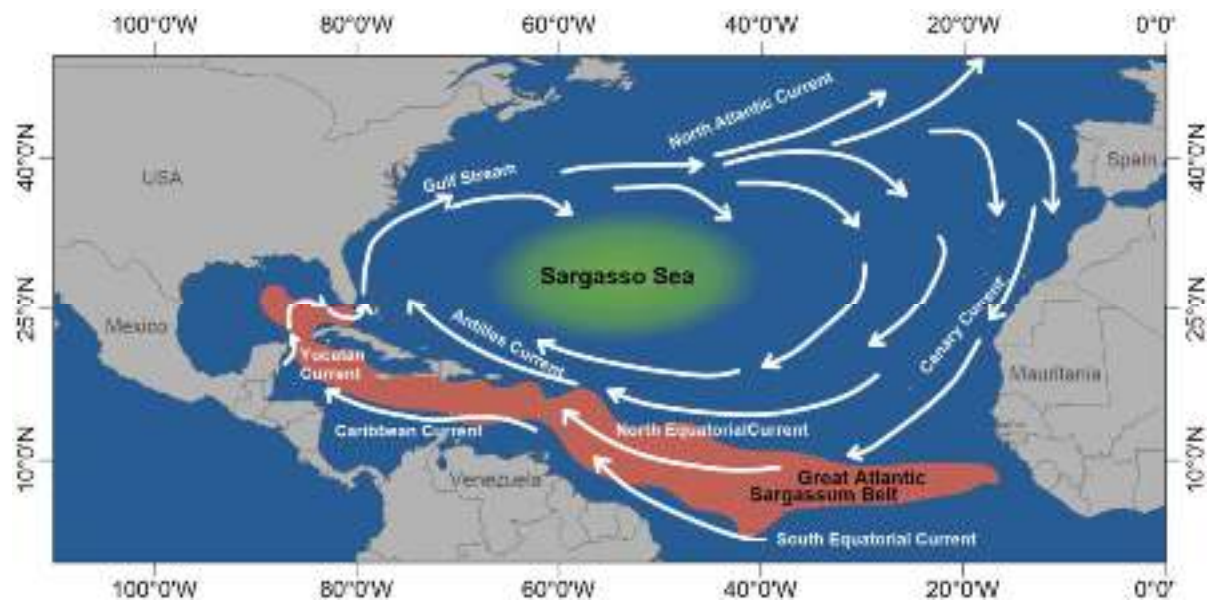 100°0'W 80°0'W 60°0'W 40°0'W 20°0'W 0°0'
North Atlantic Current
40°0'N
40°0'N
Spain
USA
Gulf Stream
Sargasso Sea
25°0'N
25°0'N
Mexico
Antilles Current
Canary Current
Yucatan
Current
Mauritania
Caribbean Current
North EquatorialCurrent
10°0'N
10°0'N
Venezuela
Great Atlantic
Sargassum Belt
South Equatorial Current
100°0'W 80°0'W 60°0'W 40°0'W 20°0'W 0°0'